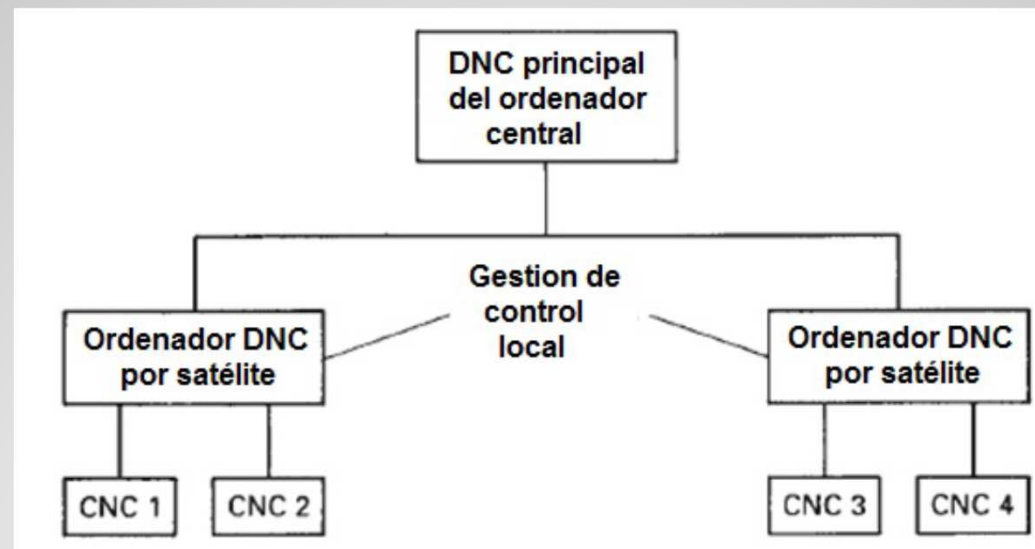 DNC principal
del ordenador
central
Gestion de
control
local
Ordenador DNC
por satélite
Ordenador DNC
por satélite
CNC 1
CNC 2
CNC 3
CNC 4